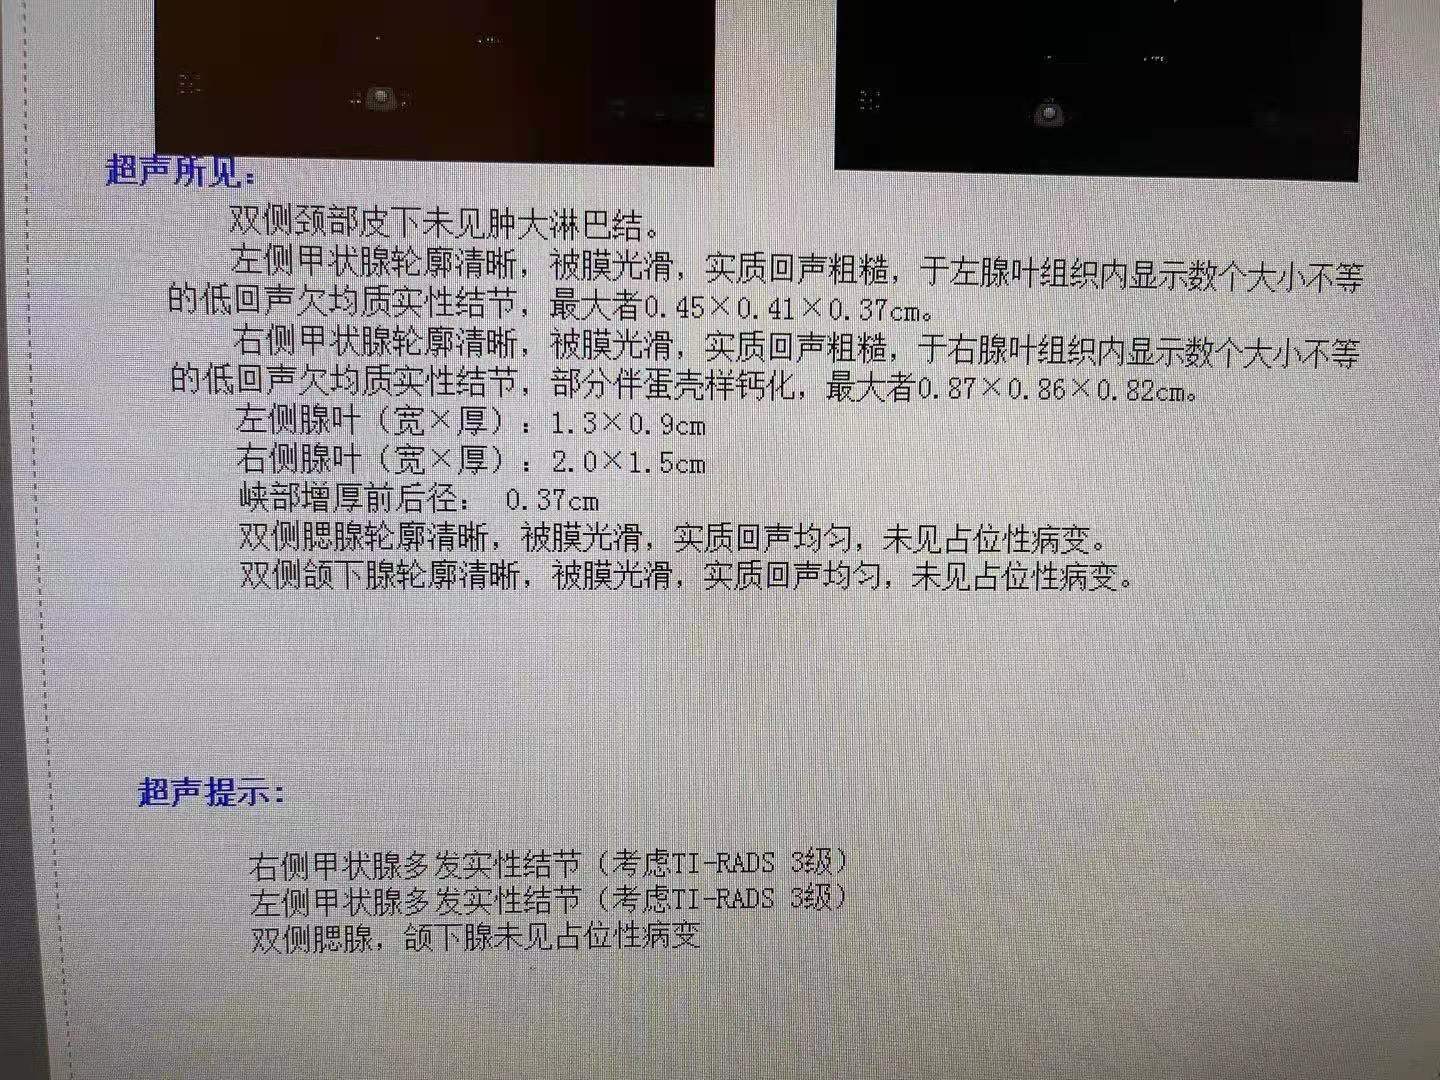 超声所见：
双侧颈部皮下未见肿大淋巴结。
左侧甲状腺轮廓清晰，被膜光滑，实质回声粗糙，于左腺叶组织内显示数个大小不等
的低回声欠均质实性结节，最大者0.45×0.41×0.37cm。
右侧甲状腺轮廓清晰，被膜光滑，实质回声粗糙，于右腺叶组织内显示数个大小不等
的低回声欠均质实性结节，部分伴蛋壳样钙化，最大者0.87×0.86×0.82cm。
左侧腺叶（宽×厚）：1.3×0.9cm
右侧腺叶（宽×厚）：2.0×1.5cm
峡部增厚前后径： 0.37cm
双侧腮腺轮廓清晰，被膜光滑，实质回声均匀，未见占位性病变。
双侧颌下腺轮廓清晰，被膜光滑，实质回声均匀，未见占位性病变。
超声提示：
右侧甲状腺多发实性结节（考虑TI-RADS 3级）
左侧甲状腺多发实性结节（考虑TI-RADS 3级）
双侧腮腺，颌下腺未见占位性病变